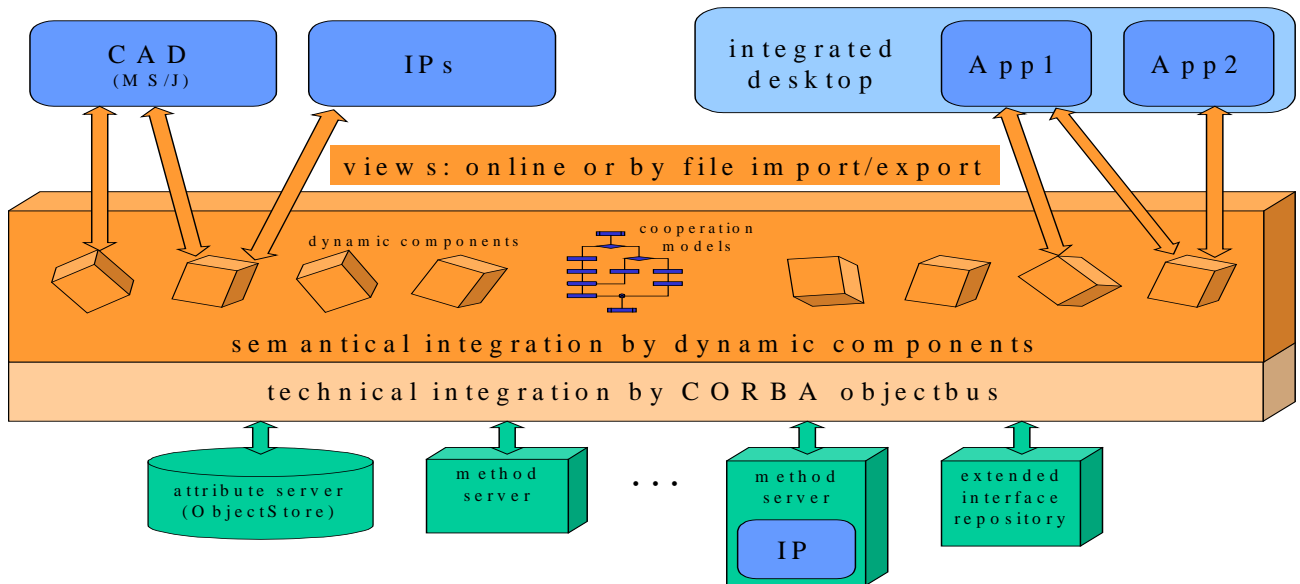 CAD
(MS/J)
IPs
integrated
desktop
App1
App2
views: online or by file import/export
dynamic components
cooperation
models
semantical integration by dynamic components
technical integration by CORBA objectbus
attribute server
(ObjectStore)
method
server
...
method
server
IP
extended
interface
repository